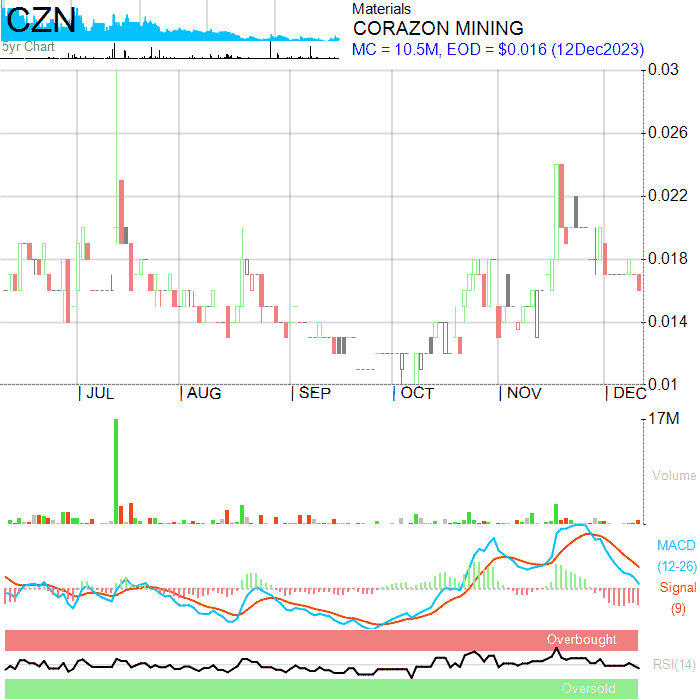 CZN
5yr Chart
Materials
CORAZON MINING
MC = 10.5M, EOD = $0.016 (12Dec2023)
0.03
0.026
0.022
0.018
0.014
0.01
JUL
AUG
SEP
OCT
NOV
DEC
17M
Volume
MACD
(12-26)
Signal
(9)
Overbought
RSI(14)
Oversold